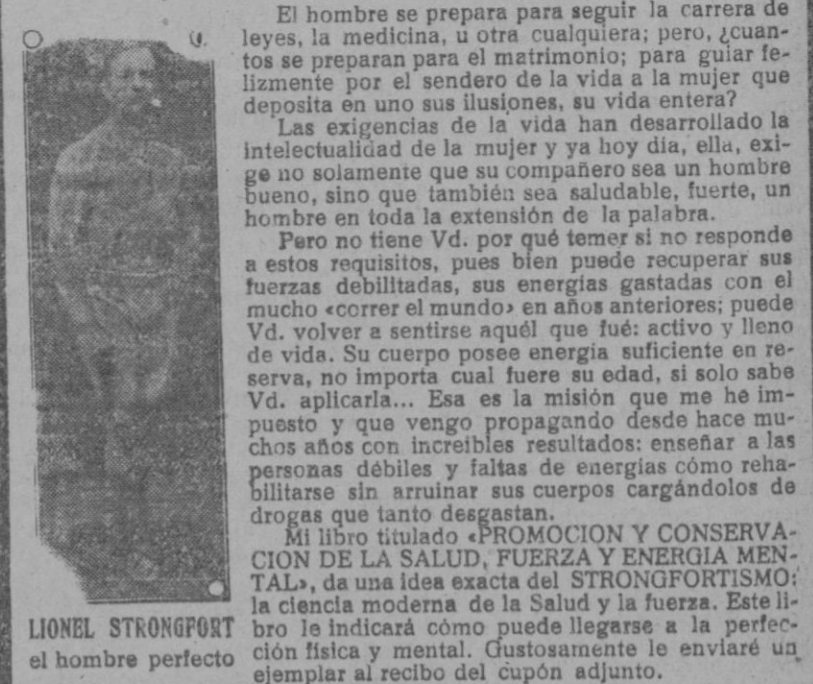 El hombre se prepara para seguir la carrera de
leyes, la medicina, u otra cualquiera; pero, ¿cuan-
tos se preparan para el matrimonio; para guiar fe-
lizmente por el sendero de la vida a la mujer que
deposita en uno sus ilusiones, su vida entera?
Las exigencias de la vida han desarrollado la
intelectualidad de la mujer y ya hoy dia, ella, exi-
ge no solamente que su compañero sea un hombre
bueno, sino que también sea saludable, fuerte, un
hombre en toda la extensión de la palabra.
Pero no tiene Vd. por qué temer si no responde
a estos requisitos, pues bien puede recuperar sus
fuerzas debilitadas, sus energías gastadas con el
mucho «correr el mundo» en años anteriores; puede
Vd. volver a sentirse aquél que fué: activo y lleno
de vida. Su cuerpo posee energía suficiente en re-
serva, no importa cual fuere su edad, si solo sabe
Vd. aplicarla... Esa es la misión que me he im-
puesto y que vengo propagando desde hace mu-
chos años con increíbles resultados: enseñar a las
personas débiles y faltas de energías cómo reha-
bilitarse sin arruinar sus cuerpos cargándolos de
drogas que tanto desgastan.
Mi libro titulado «PROMOCION Y CONSERVA-
CION DE LA SALUD, FUERZA Y ENERGIA MEN-
TAL», da una idea exacta del STRONGFORTISMO:
la ciencia moderna de la Salud y la fuerza. Este li-
bro le indicará cómo puede llegarse a la perfec-
ción física y mental. Gustosamente le enviaré un
ejemplar al recibo del cupón adjunto.
LIONEL STRONGFORT
el hombre perfecto